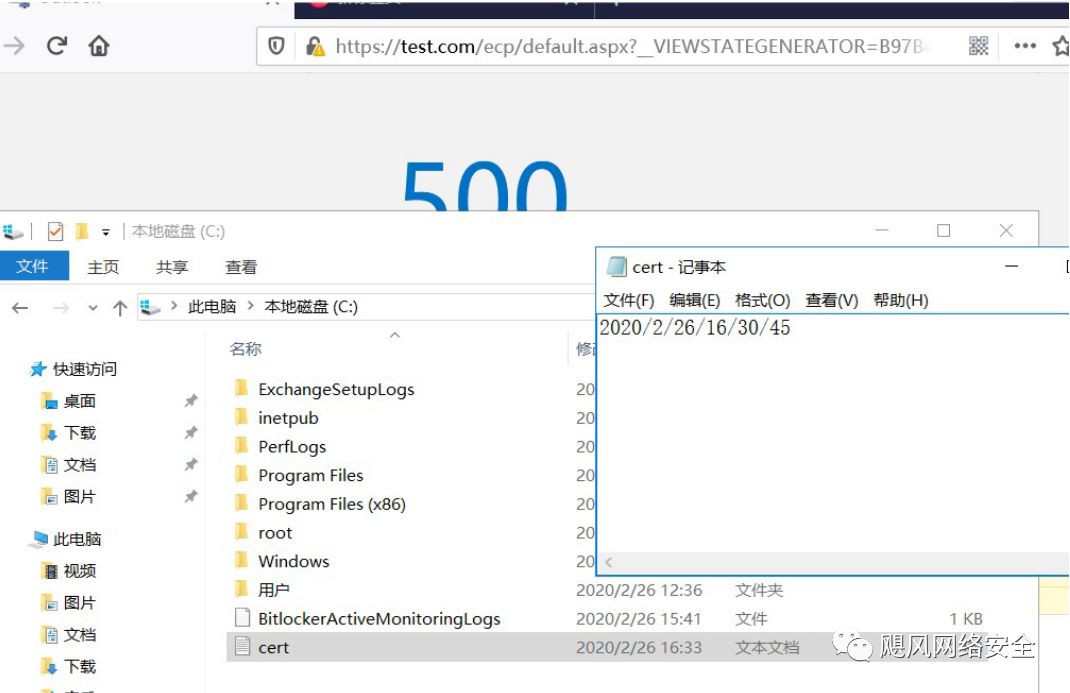 https://test.com/ecp/default.aspx?__VIEWSTATEGENERATOR=B97B
500
本地磁盘 (C:)
文件 主页 共享 查看
此电脑 本地磁盘 (C:)
名称
快速访问
桌面
下载
文档
图片
此电脑
视频
图片
文档
下载
ExchangeSetupLogs 20
inetpub 20
PerfLogs 20
Program Files 20
Program Files (x86) 20
root 20
Windows 20
用户 2020/2/26 12:36 文件夹
BitlockerActiveMonitoringLogs 2020/2/26 15:41 文件 1 KB
cert 2020/2/26 16:33 文本文档
cert - 记事本
文件(F) 编辑(E) 格式(O) 查看(V) 帮助(H)
2020/2/26/16/30/45
飓风网络安全